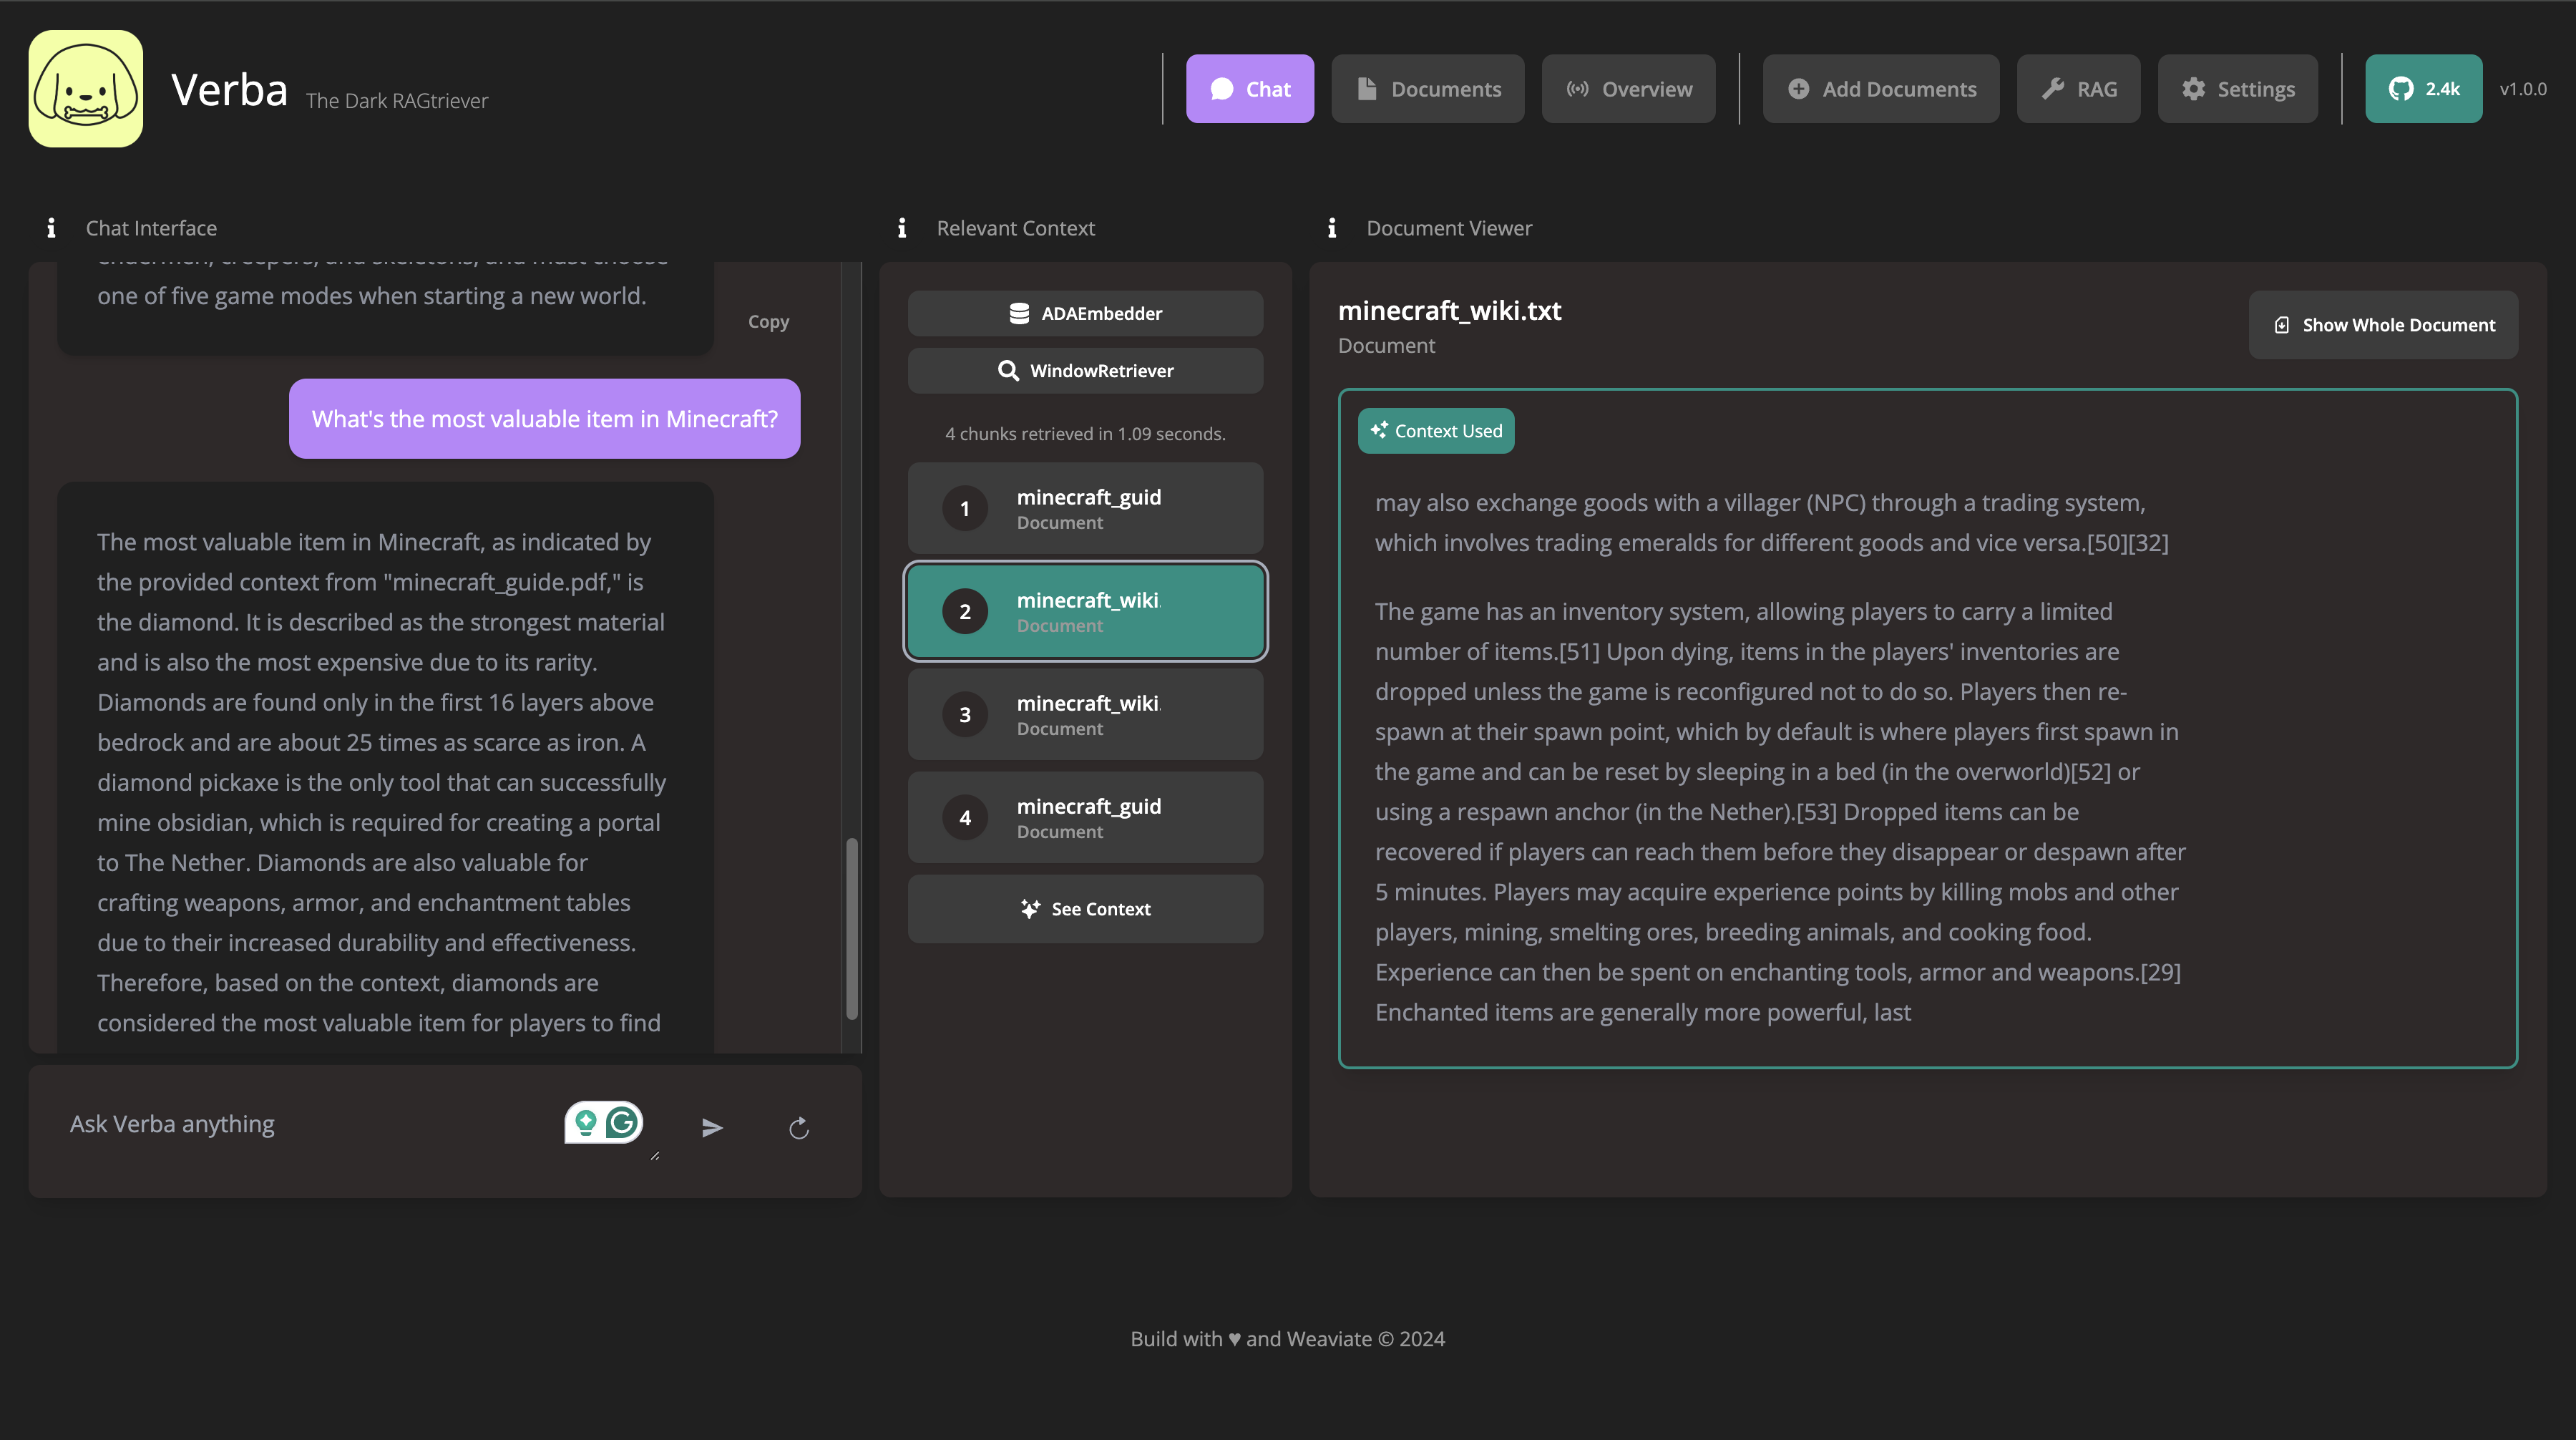 Verba The Dark RAGtriever
Chat
Documents
Overview
Add Documents
RAG
Settings
2.4k
v1.0.0
Chat Interface
endermen, creepers, and skeletons, and must choose
one of five game modes when starting a new world.
Copy
What's the most valuable item in Minecraft?
The most valuable item in Minecraft, as indicated by
the provided context from "minecraft_guide.pdf," is
the diamond. It is described as the strongest material
and is also the most expensive due to its rarity.
Diamonds are found only in the first 16 layers above
bedrock and are about 25 times as scarce as iron. A
diamond pickaxe is the only tool that can successfully
mine obsidian, which is required for creating a portal
to The Nether. Diamonds are also valuable for
crafting weapons, armor, and enchantment tables
due to their increased durability and effectiveness.
Therefore, based on the context, diamonds are
considered the most valuable item for players to find
Ask Verba anything
Relevant Context
ADAEmbedder
WindowRetriever
4 chunks retrieved in 1.09 seconds.
1
minecraft_guid
Document
2
minecraft_wiki.
Document
3
minecraft_wiki.
Document
4
minecraft_guid
Document
See Context
Document Viewer
minecraft_wiki.txt
Document
Show Whole Document
Context Used
may also exchange goods with a villager (NPC) through a trading system,
which involves trading emeralds for different goods and vice versa.[50][32]
The game has an inventory system, allowing players to carry a limited
number of items.[51] Upon dying, items in the players' inventories are
dropped unless the game is reconfigured not to do so. Players then re-
spawn at their spawn point, which by default is where players first spawn in
the game and can be reset by sleeping in a bed (in the overworld)[52] or
using a respawn anchor (in the Nether).[53] Dropped items can be
recovered if players can reach them before they disappear or despawn after
5 minutes. Players may acquire experience points by killing mobs and other
players, mining, smelting ores, breeding animals, and cooking food.
Experience can then be spent on enchanting tools, armor and weapons.[29]
Enchanted items are generally more powerful, last
Build with ♥ and Weaviate © 2024